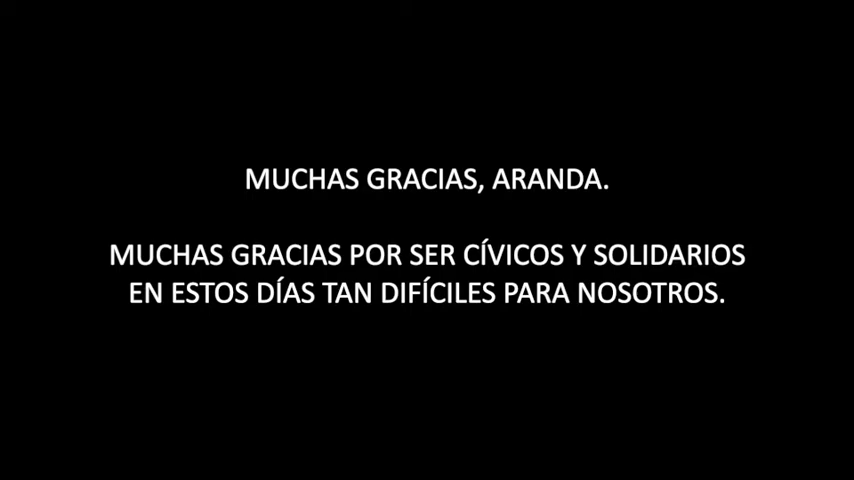 MUCHAS GRACIAS, ARANDA.
MUCHAS GRACIAS POR SER CÍVICOS Y SOLIDARIOS
EN ESTOS DÍAS TAN DIFÍCILES PARA NOSOTROS.